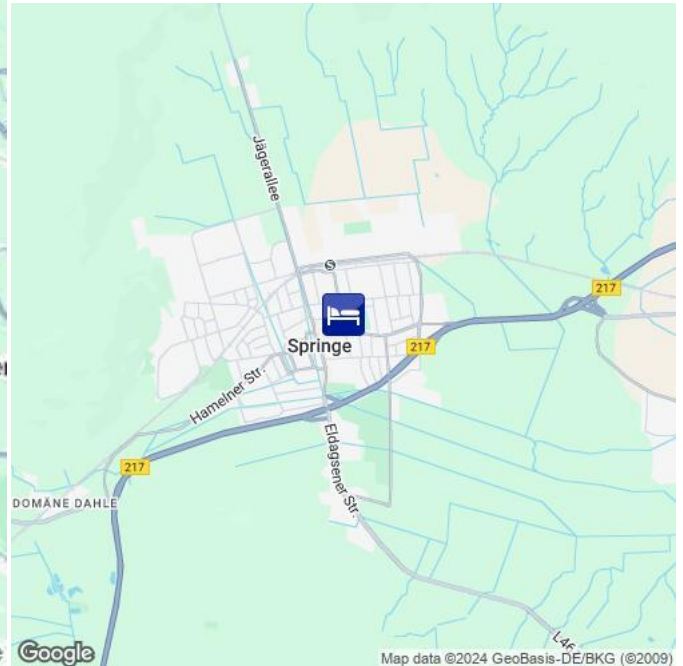 Jägerallee
S
217
Springe
217
Hamelner Str.
217
Eldagsener Str.
DOMÄNE DAHLE
L46
Google
Map data ©2024 GeoBasis-DE/BKG (©2009)